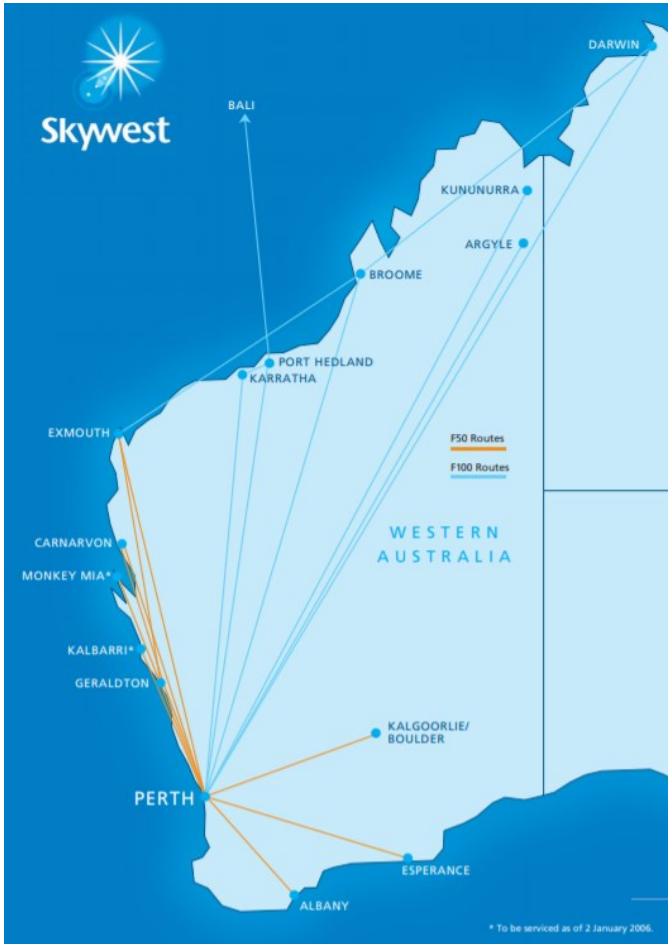 DARWIN
BALI
Skywest
KUNUNURRA
ARGYLE
BROOME
PORT HEDLAND
KARRATHA
EXMOUTH
F50 Routes
F100 Routes
WESTERN
AUSTRALIA
CARNARVON
MONKEY MIA*
KALBARRI*
GERALDTON
KALGOORLIE/
BOULDER
PERTH
ESPERANCE
ALBANY
* To be serviced as of 2 January 2006.